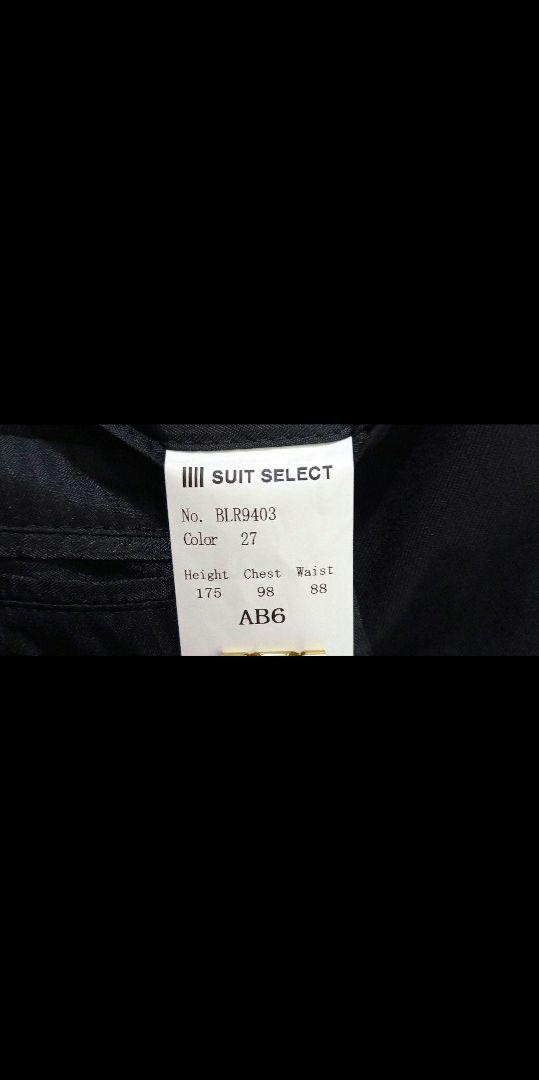 SUIT SELECT
No. BLR9403
Color 27
Height Chest Waist
175 98 88
AB6